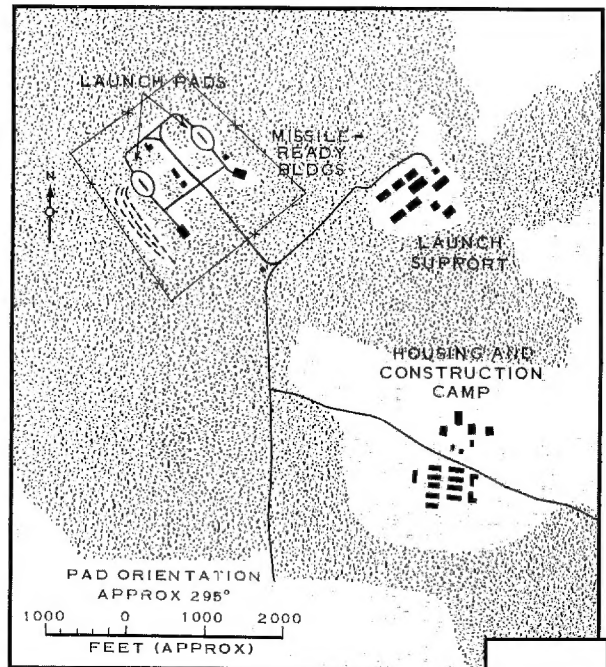 LAUNCH PADS
MISSILE-
READY
BLDGS
N
LAUNCH
SUPPORT
HOUSING AND
CONSTRUCTION
CAMP
PAD ORIENTATION
APPROX 295°
1000 0 1000 2000
FEET (APPROX)